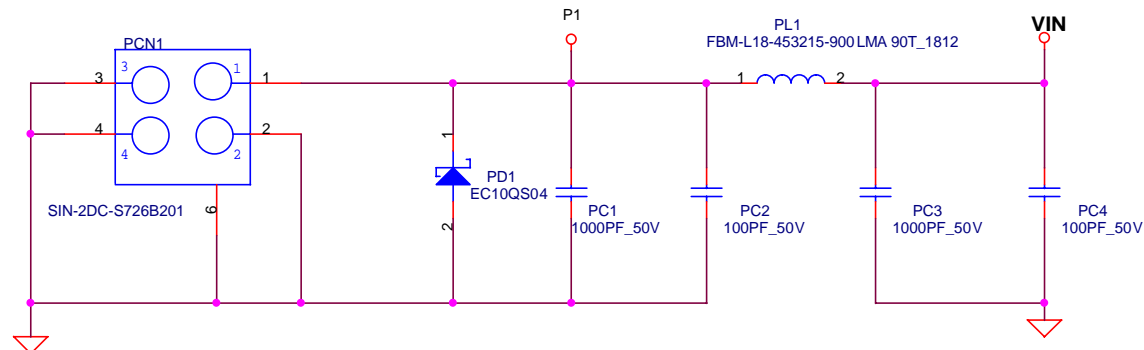 P1
PL1
FBM-L18-453215-900 LMA 90T_1812
VIN
PCN1
3
3
1
1
1
2
4
4
2
2
1
PD1
EC10QS04
2
SIN-2DC-S726B201
6
PC1
1000PF_50V
PC2
100PF_50V
PC3
1000PF_50V
PC4
100PF_50V